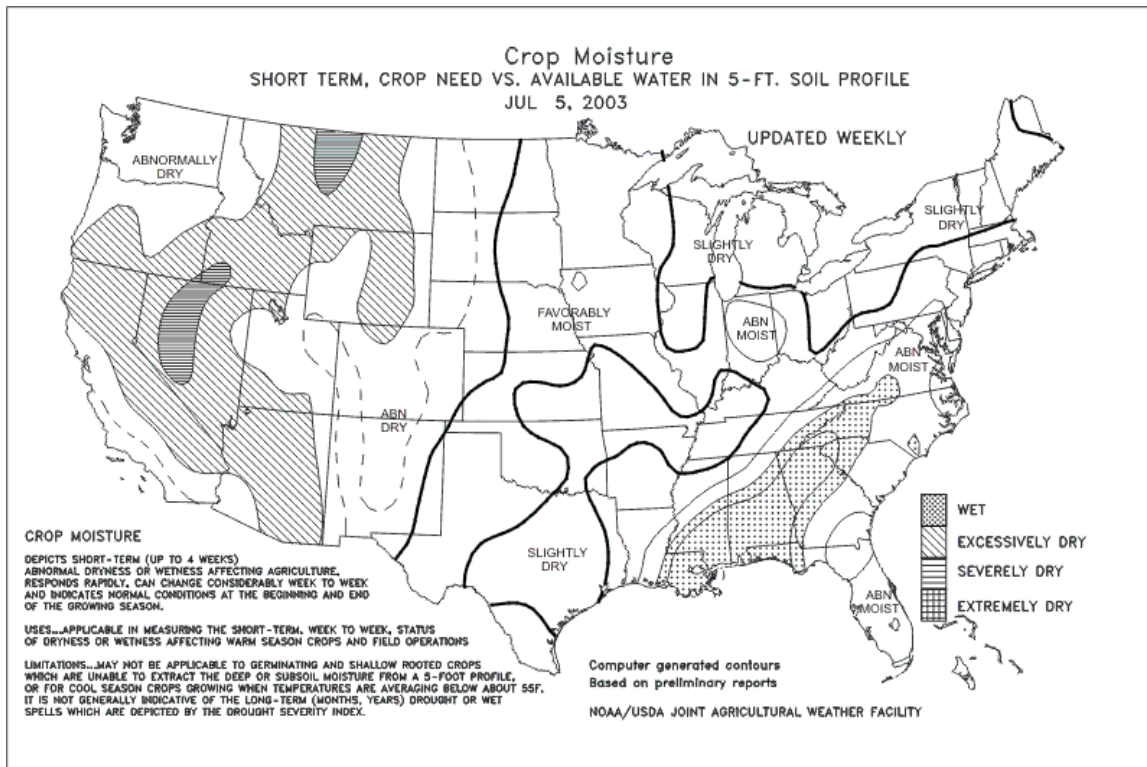 Crop Moisture
SHORT TERM, CROP NEED VS. AVAILABLE WATER IN 5-FT. SOIL PROFILE
JUL 5, 2003
UPDATED WEEKLY
ABNORMALLY
DRY
SLIGHTLY
DRY
SLIGHTLY
DRY
FAVORABLY
MOIST
ABN
MOIST
ABN
MOIST
ABN
DRY
SLIGHTLY
DRY
ABN
MOIST
WET
EXCESSIVELY DRY
SEVERELY DRY
EXTREMELY DRY
CROP MOISTURE
DEPICTS SHORT-TERM (UP TO 4 WEEKS)
ABNORMAL DRYNESS OR WETNESS AFFECTING AGRICULTURE,
RESPONDS RAPIDLY, CAN CHANGE CONSIDERABLY WEEK TO WEEK
AND INDICATES NORMAL CONDITIONS AT THE BEGINNING AND END
OF THE GROWING SEASON.
USES...APPLICABLE IN MEASURING THE SHORT-TERM, WEEK TO WEEK, STATUS
OF DRYNESS OR WETNESS AFFECTING WARM SEASON CROPS AND FIELD OPERATIONS
LIMITATIONS...MAY NOT BE APPLICABLE TO GERMINATING AND SHALLOW ROOTED CROPS
WHICH ARE UNABLE TO EXTRACT THE DEEP OR SUBSOIL MOISTURE FROM A 5-FOOT PROFILE,
OR FOR COOL SEASON CROPS GROWING WHEN TEMPERATURES ARE AVERAGING BELOW ABOUT 55F.
IT IS NOT GENERALLY INDICATIVE OF THE LONG-TERM (MONTHS, YEARS) DROUGHT OR WET
SPELLS WHICH ARE DEPICTED BY THE DROUGHT SEVERITY INDEX.
Computer generated contours
Based on preliminary reports
NOAA/USDA JOINT AGRICULTURAL WEATHER FACILITY